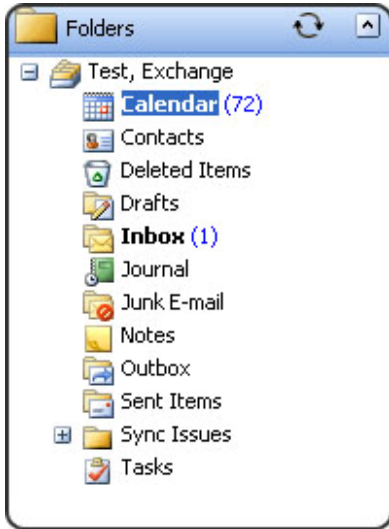 Folders
Test, Exchange
Calendar (72)
Contacts
Deleted Items
Drafts
Inbox (1)
Journal
Junk E-mail
Notes
Outbox
Sent Items
Sync Issues
Tasks